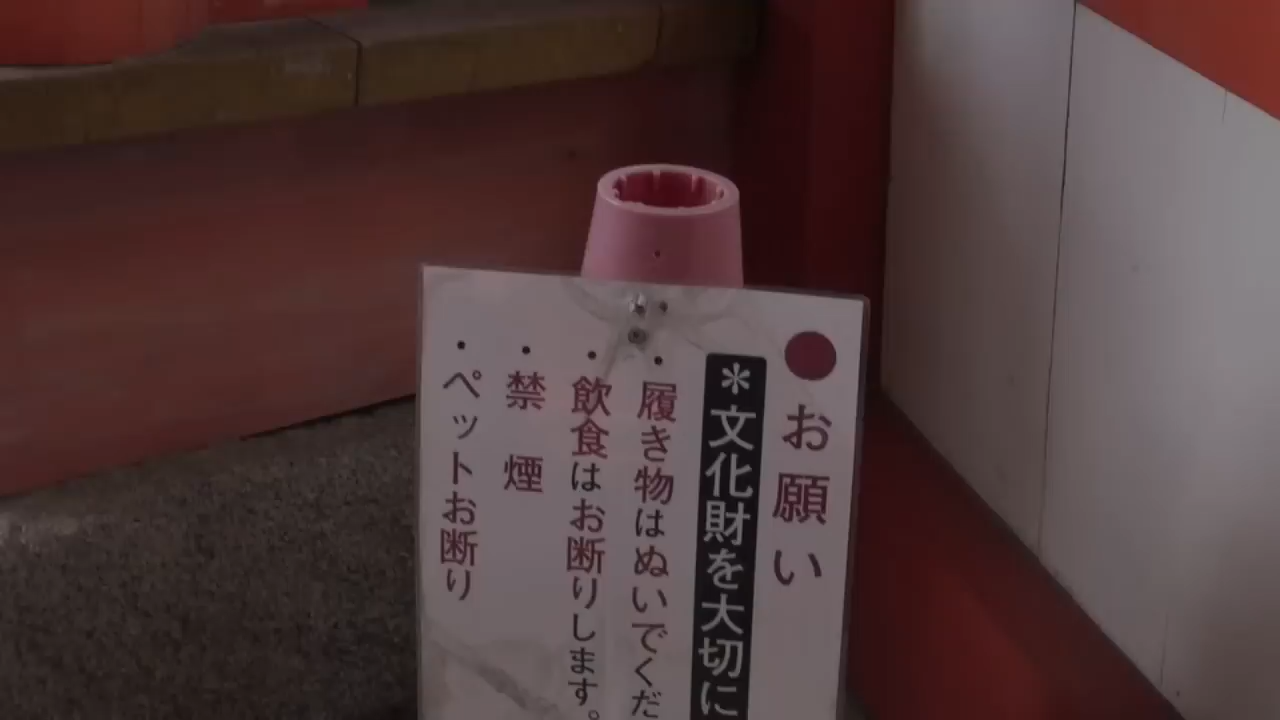 ●お願い
＊文化財を大切に
・履き物はぬいでくだ
・飲食はお断りします。
・禁 煙
・ペットお断り